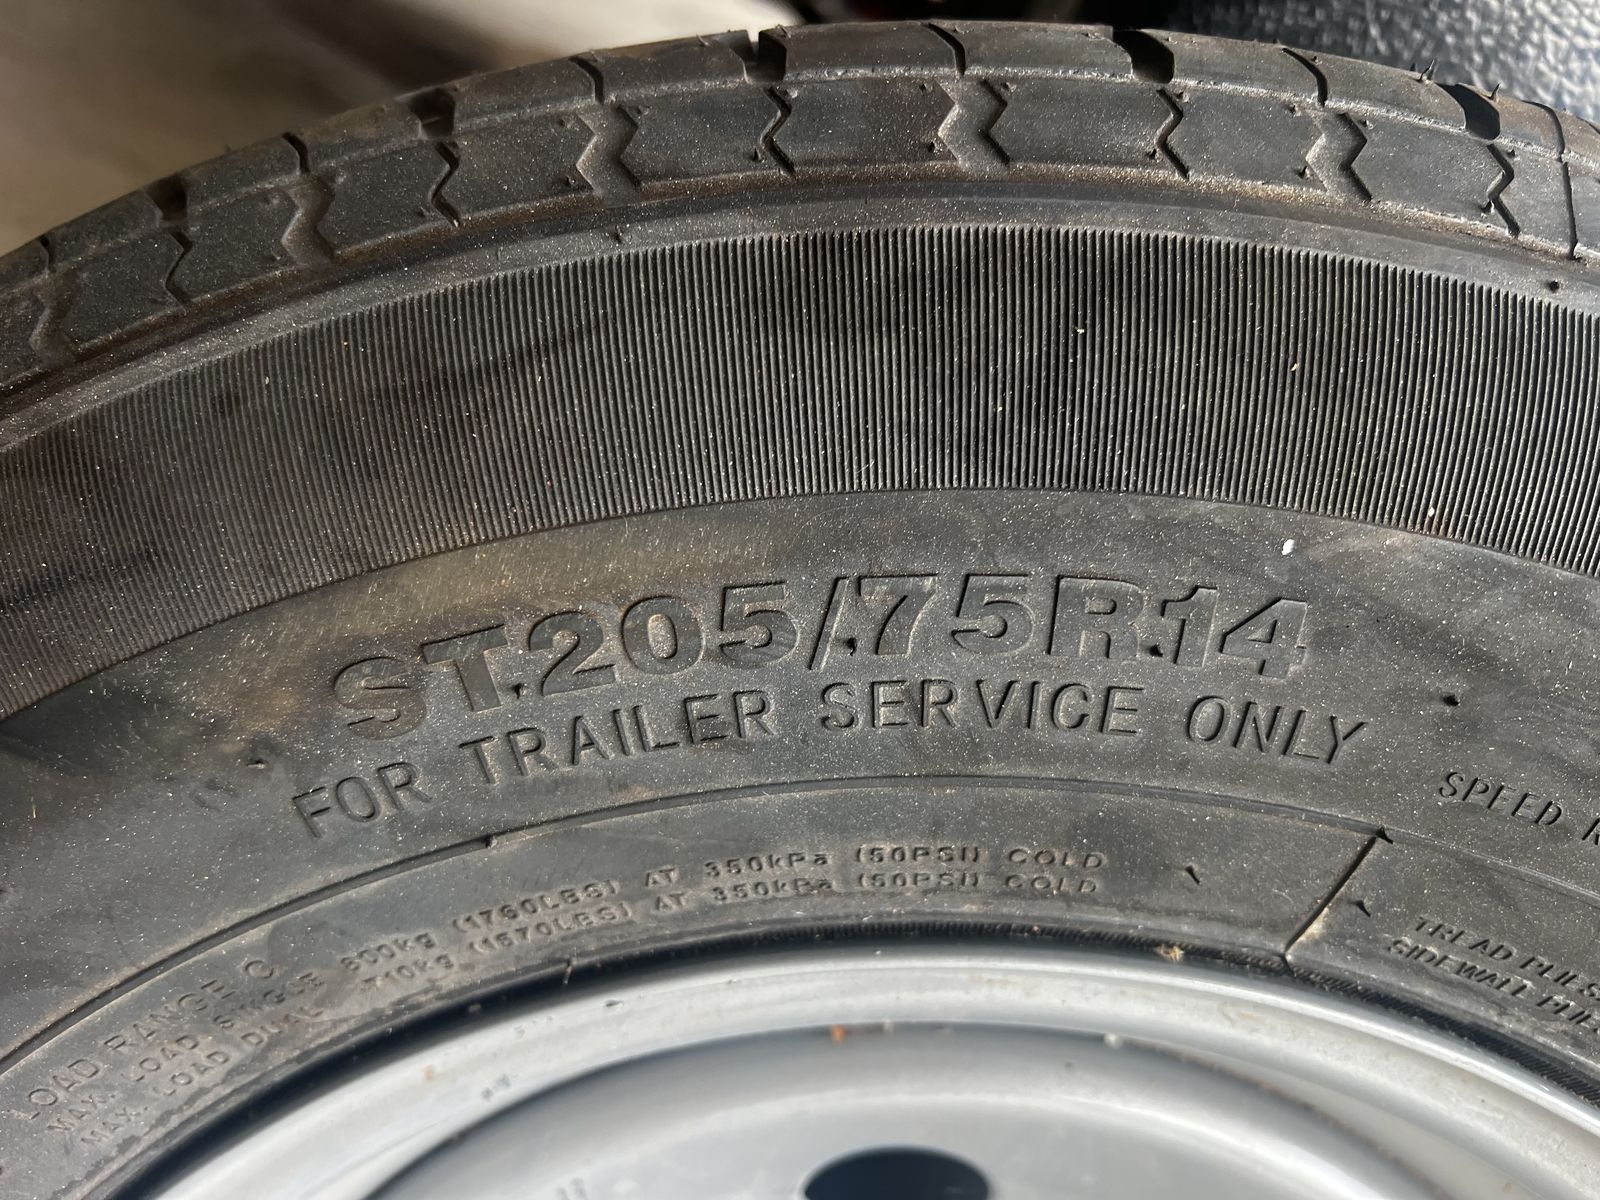 ST205/75R14
FOR TRAILER SERVICE ONLY
SPEED
LOAD RANGE C
MAX. LOAD SINGLE 800kg (1760LBS) AT 350kPa (50PSI) COLD
MAX. LOAD DUAL 710kg (1570LBS) AT 350kPa (50PSI) COLD
TREAD PLIES
SIDEWALL PLIES